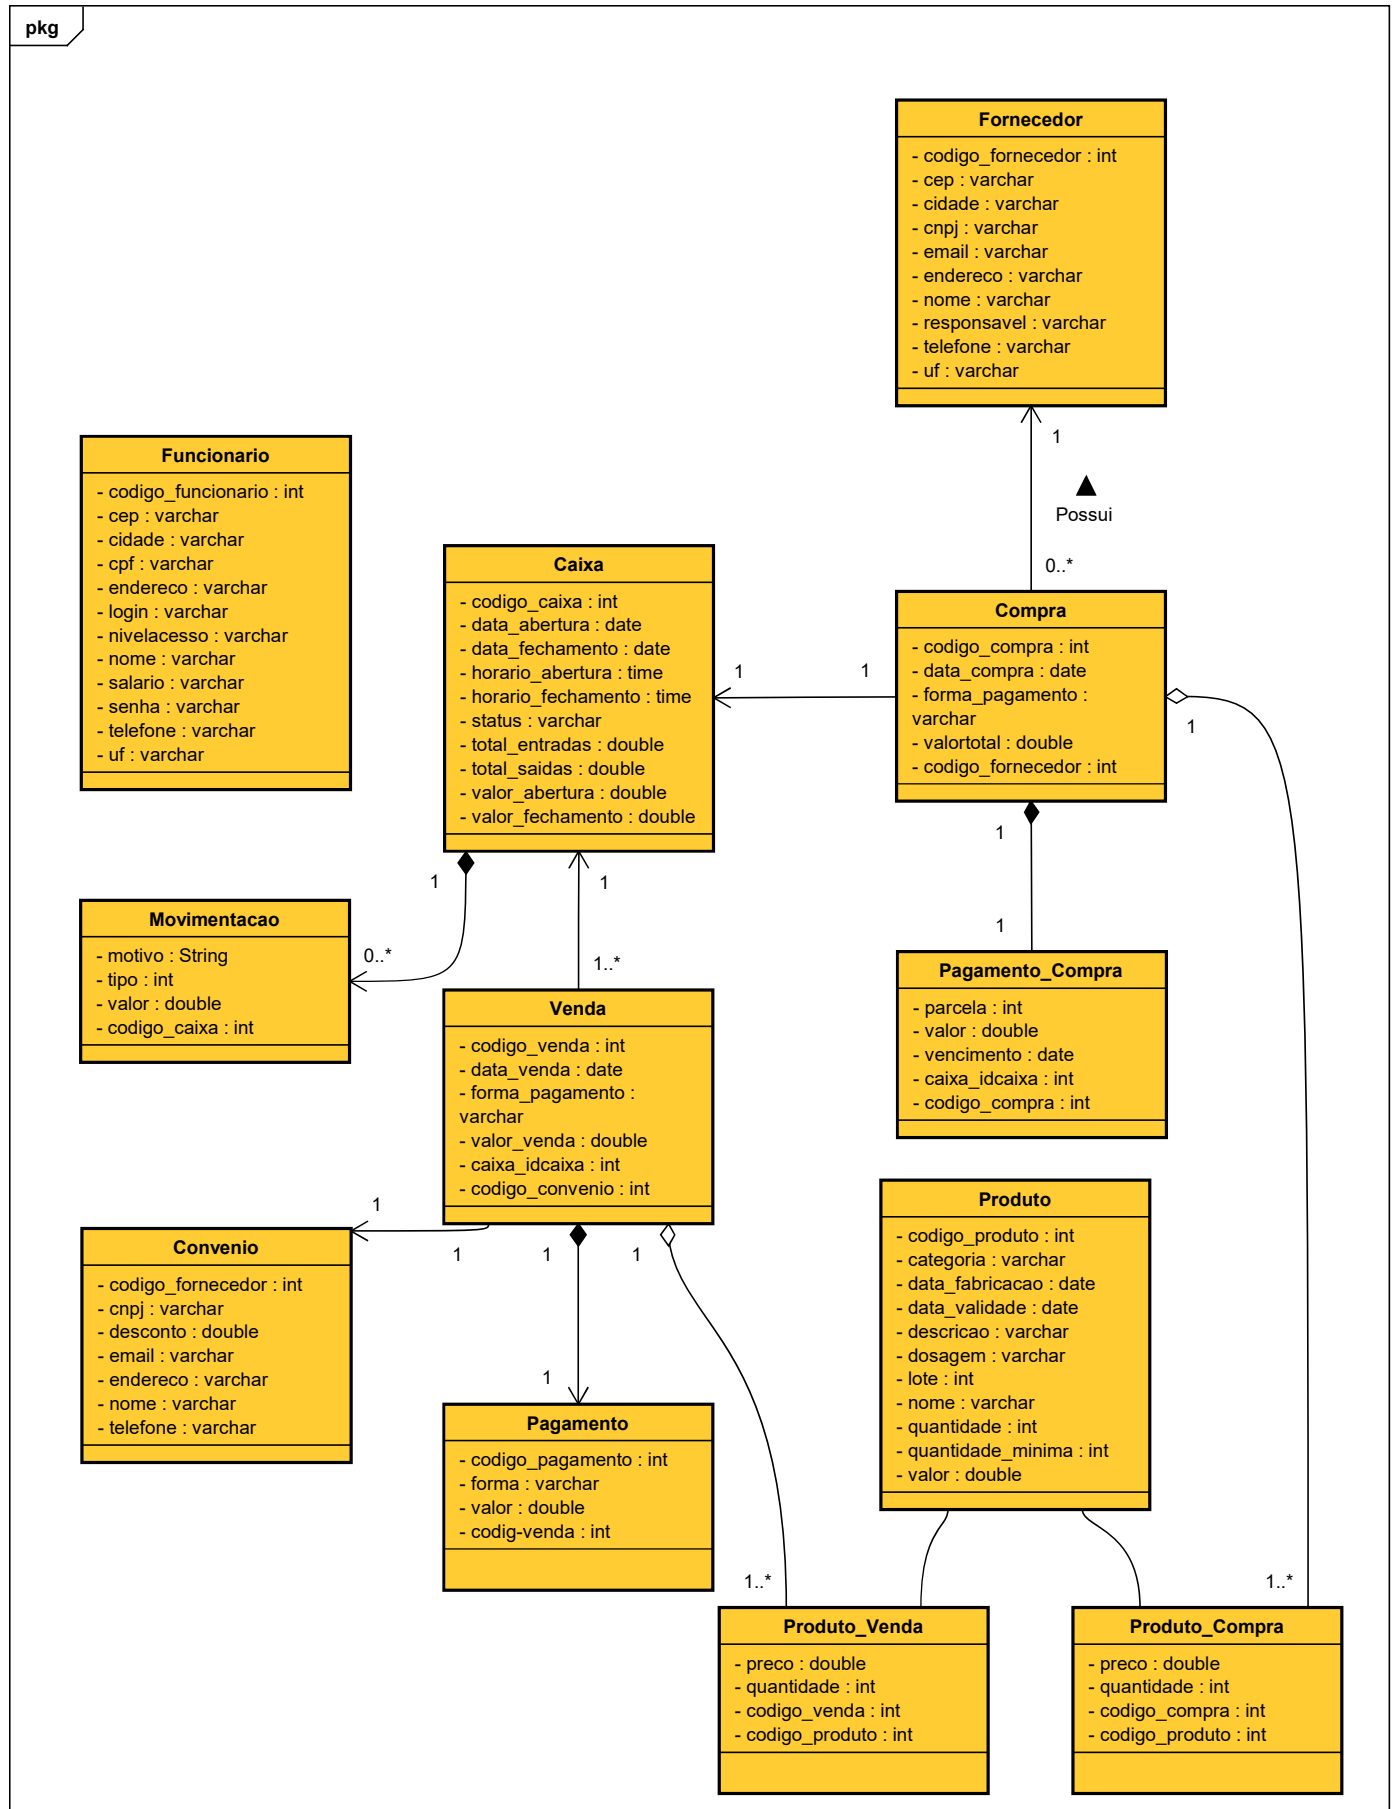 pkg
Fornecedor
- codigo_fornecedor : int
- cep : varchar
- cidade : varchar
- cnpj : varchar
- email : varchar
- endereco : varchar
- nome : varchar
- responsavel : varchar
- telefone : varchar
- uf : varchar
1
Possui
0..*
Funcionario
- codigo_funcionario : int
- cep : varchar
- cidade : varchar
- cpf : varchar
- endereco : varchar
- login : varchar
- nivelacesso : varchar
- nome : varchar
- salario : varchar
- senha : varchar
- telefone : varchar
- uf : varchar
Caixa
- codigo_caixa : int
- data_abertura : date
- data_fechamento : date
- horario_abertura : time
- horario_fechamento : time
- status : varchar
- total_entradas : double
- total_saidas : double
- valor_abertura : double
- valor_fechamento : double
1
1
Compra
- codigo_compra : int
- data_compra : date
- forma_pagamento :
varchar
- valortotal : double
- codigo_fornecedor : int
1
1
1
1
1
Movimentacao
- motivo : String
- tipo : int
- valor : double
- codigo_caixa : int
0..*
1..*
Venda
- codigo_venda : int
- data_venda : date
- forma_pagamento :
varchar
- valor_venda : double
- caixa_idcaixa : int
- codigo_convenio : int
Pagamento_Compra
- parcela : int
- valor : double
- vencimento : date
- caixa_idcaixa : int
- codigo_compra : int
1
1
1
1
Convenio
- codigo_fornecedor : int
- cnpj : varchar
- desconto : double
- email : varchar
- endereco : varchar
- nome : varchar
- telefone : varchar
Produto
- codigo_produto : int
- categoria : varchar
- data_fabricacao : date
- data_validade : date
- descricao : varchar
- dosagem : varchar
- lote : int
- nome : varchar
- quantidade : int
- quantidade_minima : int
- valor : double
1
Pagamento
- codigo_pagamento : int
- forma : varchar
- valor : double
- codig-venda : int
1..*
1..*
Produto_Venda
- preco : double
- quantidade : int
- codigo_venda : int
- codigo_produto : int
Produto_Compra
- preco : double
- quantidade : int
- codigo_compra : int
- codigo_produto : int